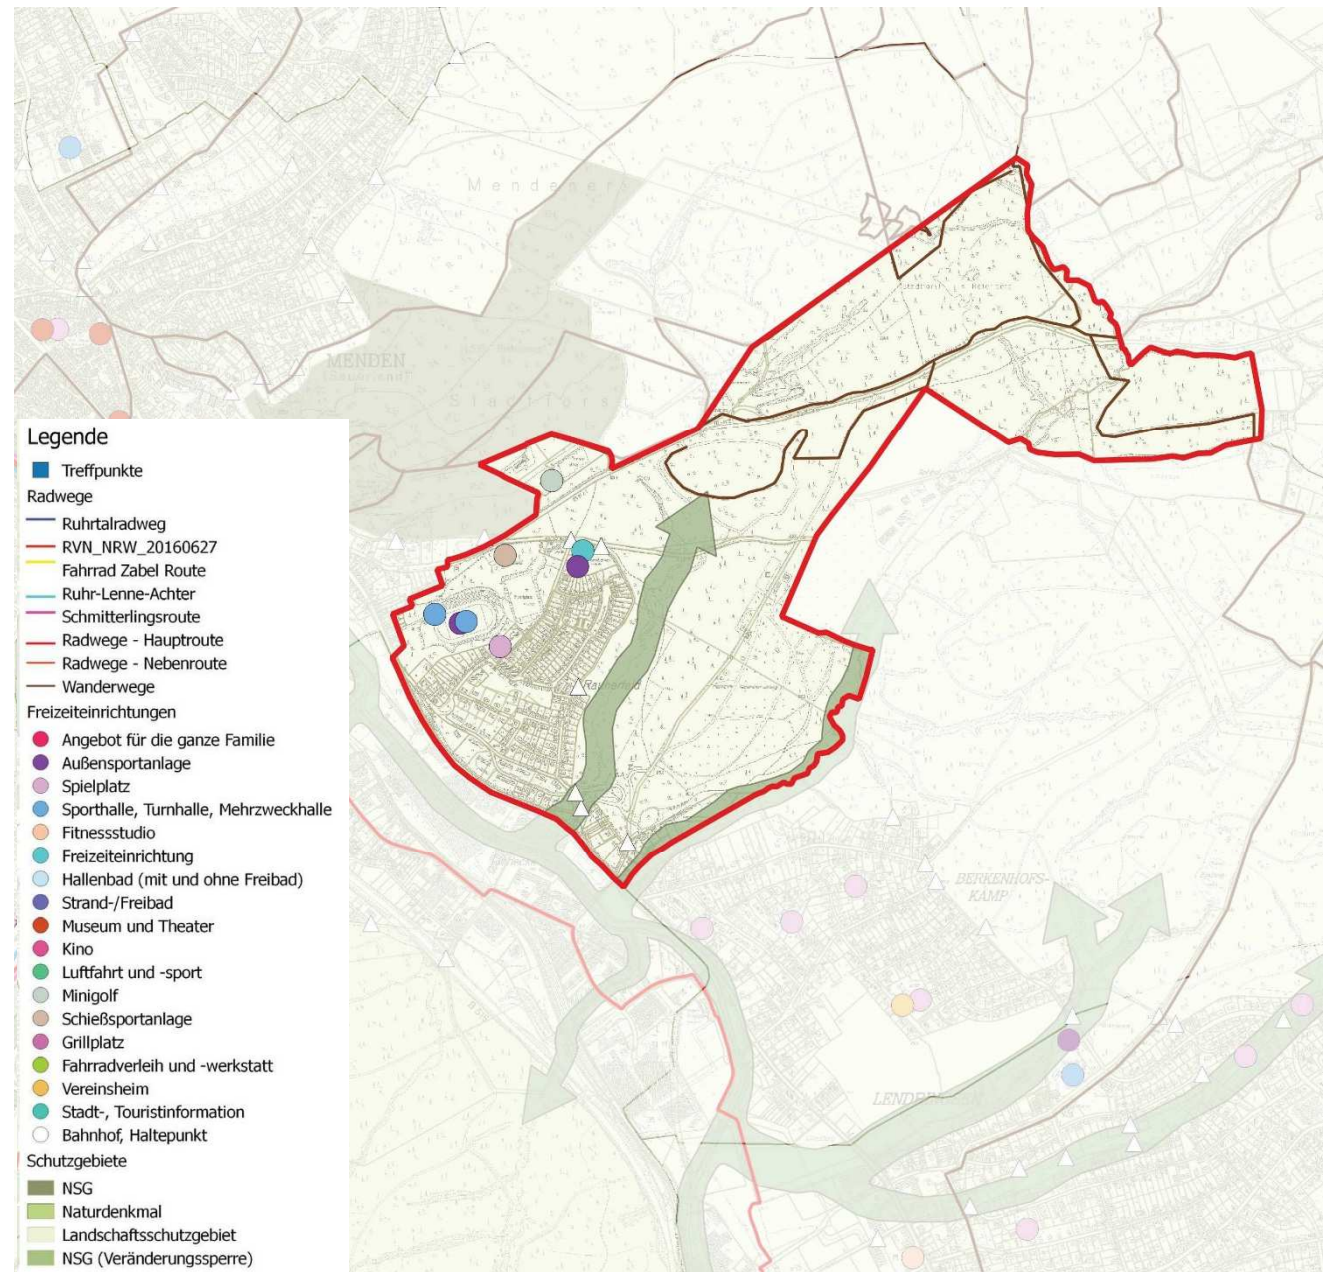 Mendener
MENDEN
Stadtforst
Legende
Treffpunkte
Radwege
Ruhrtalradweg
RVN_NRW_20160627
Fahrrad Zabel Route
Ruhr-Lenne-Achter
Schmitterlingsroute
Radwege - Hauptroute
Radwege - Nebenroute
Wanderwege
Freizeiteinrichtungen
Angebot für die ganze Familie
Außensportanlage
Spielplatz
Sporthalle, Turnhalle, Mehrzweckhalle
Fitnessstudio
Freizeiteinrichtung
Hallenbad (mit und ohne Freibad)
Strand-/Freibad
Museum und Theater
Kino
Luftfahrt und -sport
Minigolf
Schießsportanlage
Grillplatz
Fahrradverleih und -werkstatt
Vereinsheim
Stadt-, Touristinformation
Bahnhof, Haltepunkt
Schutzgebiete
NSG
Naturdenkmal
Landschaftsschutzgebiet
NSG (Veränderungssperre)
BERKENHOFS-
KAMP